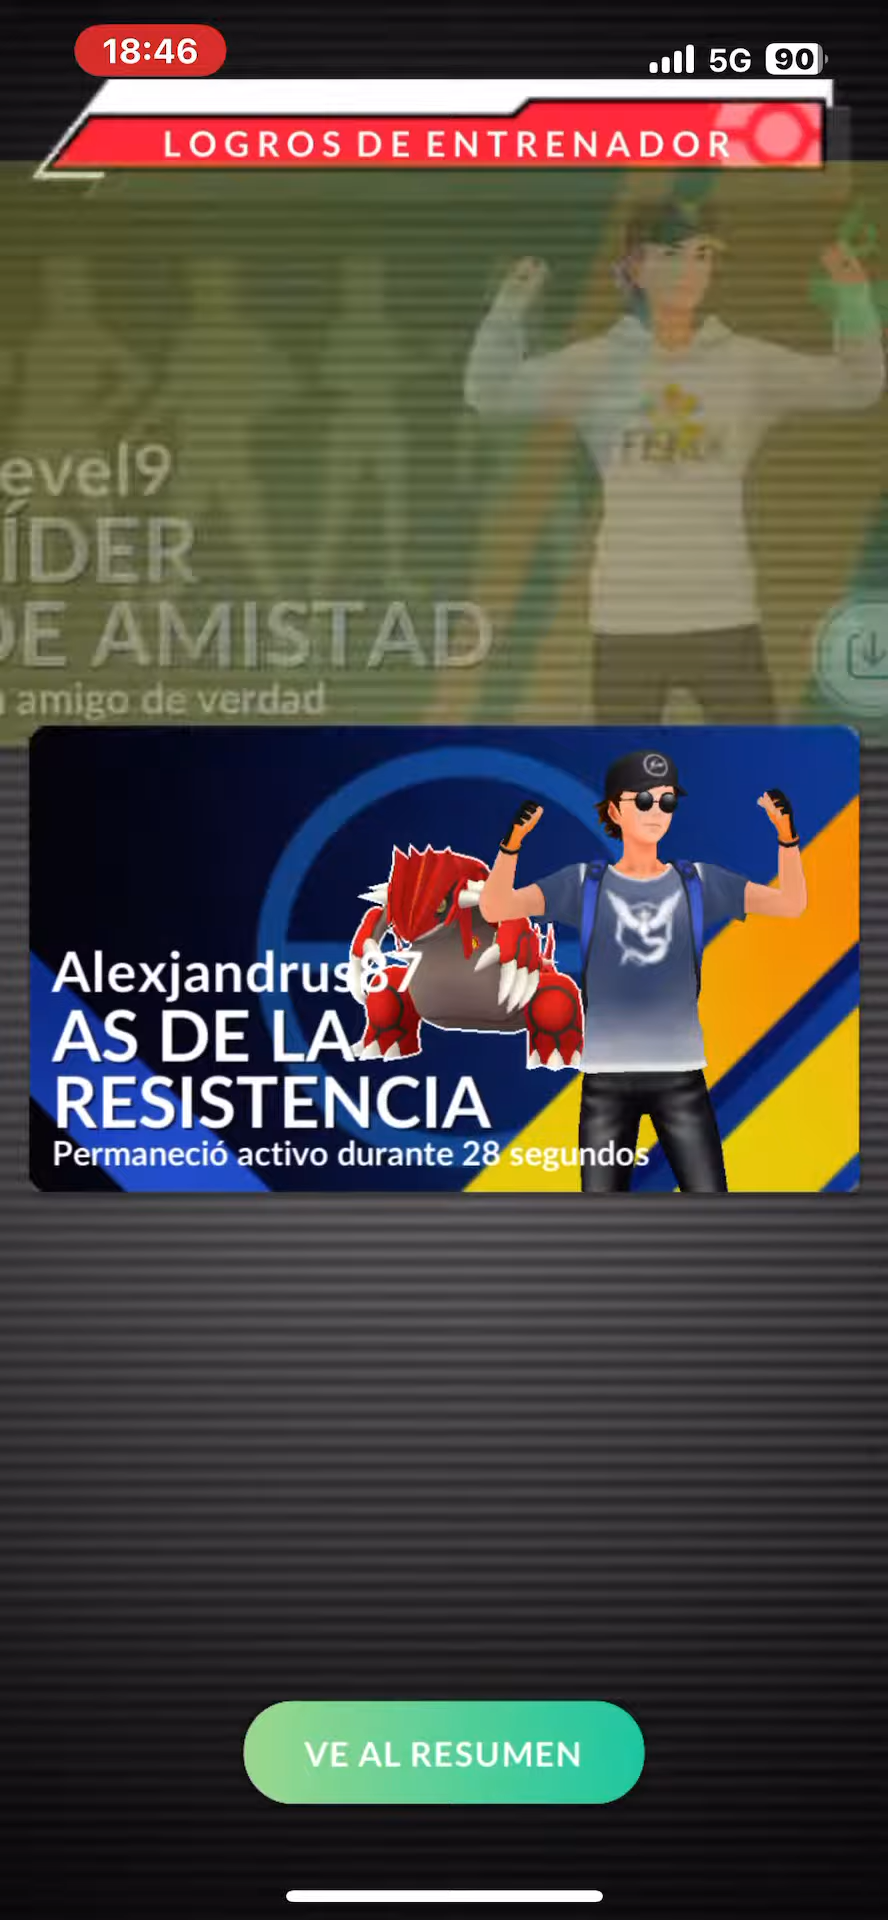 18:46
5G 90
LOGROS DE ENTRENADOR
evel9
ÍDER
DE AMISTAD
amigo de verdad
Alexjandrus87
AS DE LA
RESISTENCIA
Permaneció activo durante 28 segundos
VE AL RESUMEN